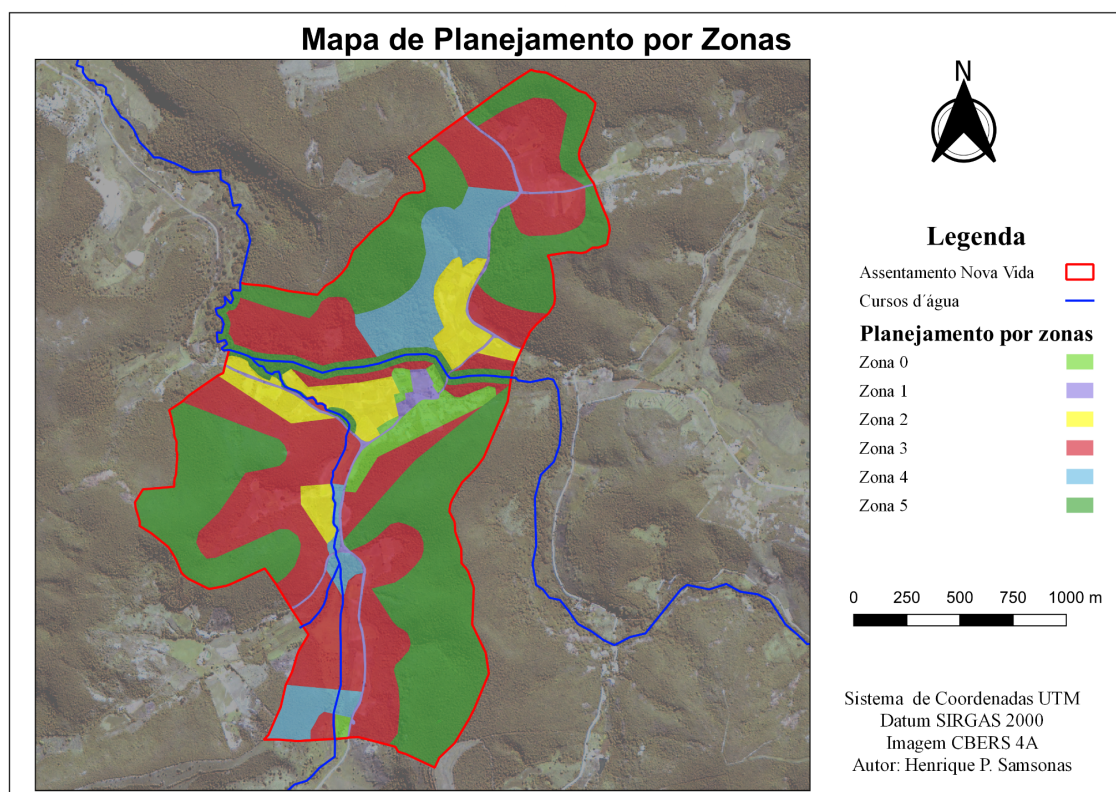 Mapa de Planejamento por Zonas
N
Legenda
Assentamento Nova Vida
Cursos d´água
Planejamento por zonas
Zona 0
Zona 1
Zona 2
Zona 3
Zona 4
Zona 5
0 250 500 750 1000 m
Sistema de Coordenadas UTM
Datum SIRGAS 2000
Imagem CBERS 4A
Autor: Henrique P. Samsonas